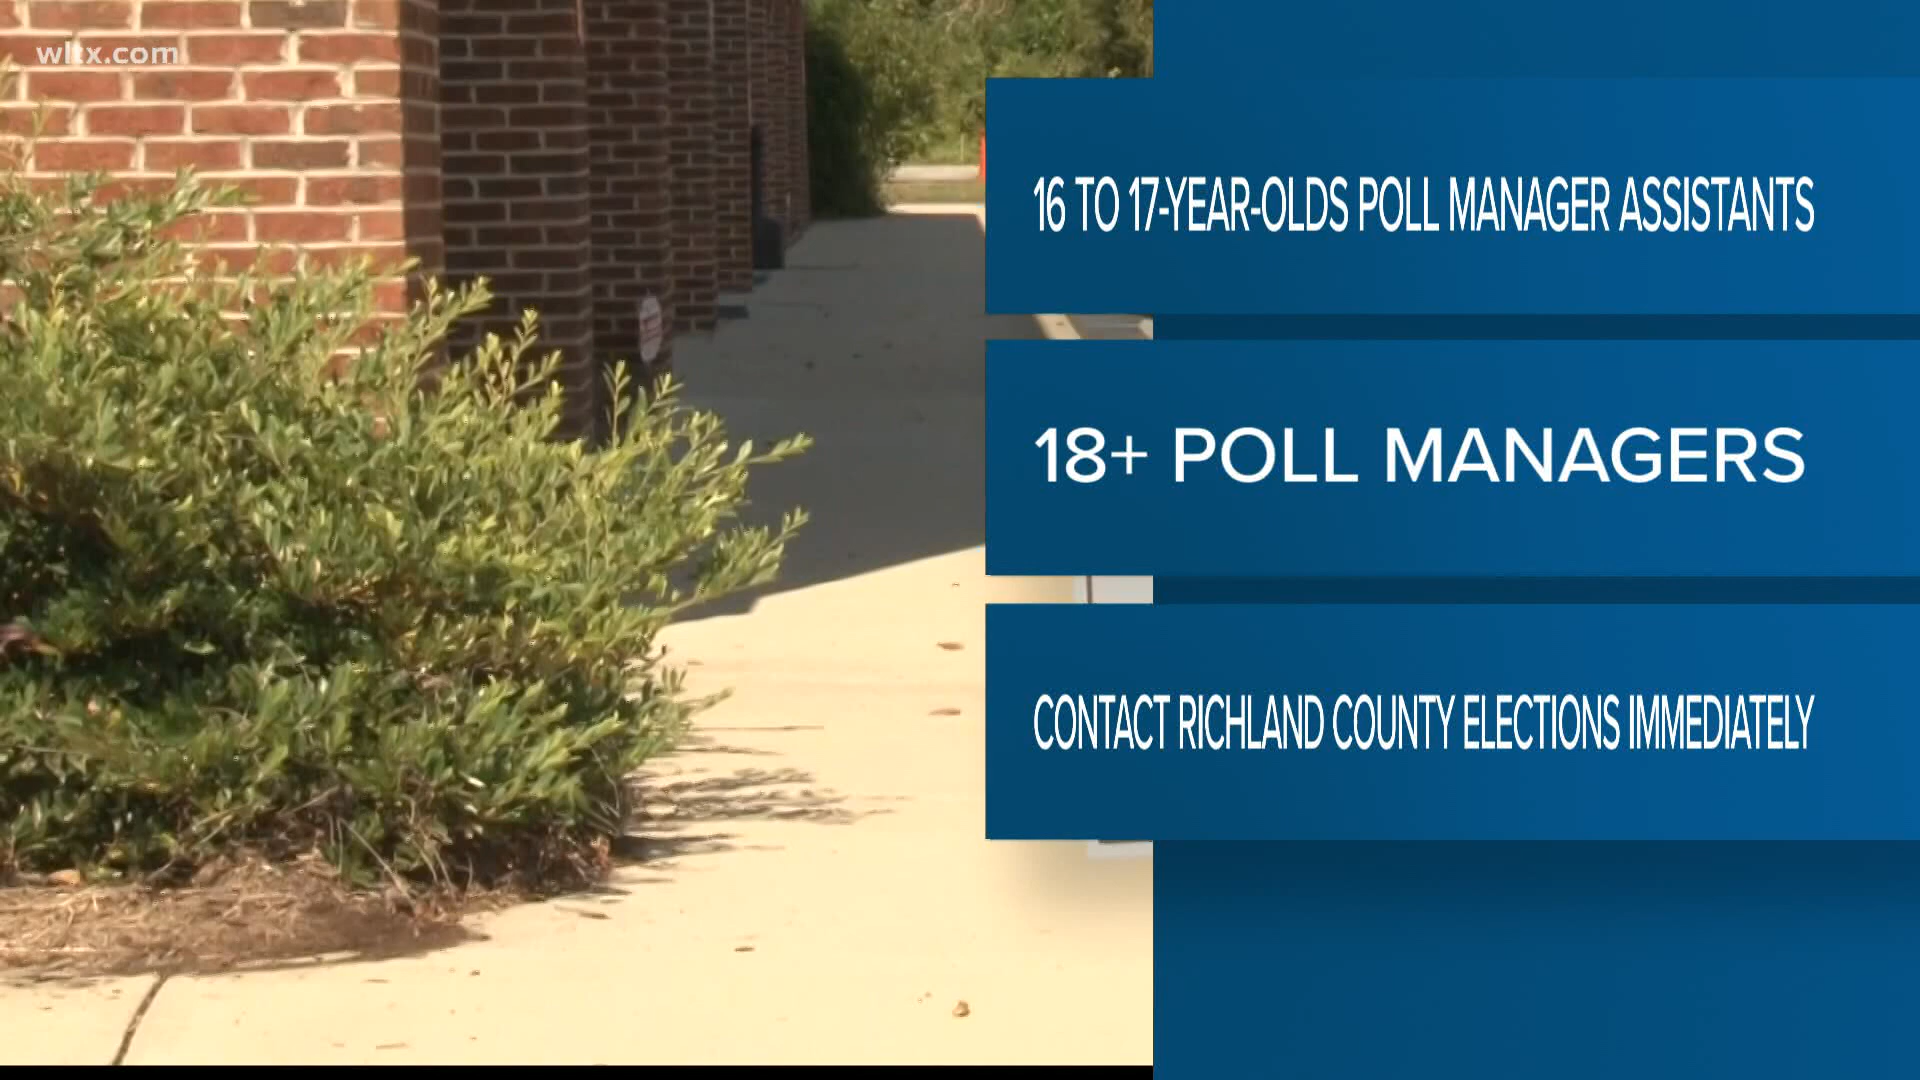 wltx.com
16 TO 17-YEAR-OLDS POLL MANAGER ASSISTANTS
18+ POLL MANAGERS
CONTACT RICHLAND COUNTY ELECTIONS IMMEDIATELY